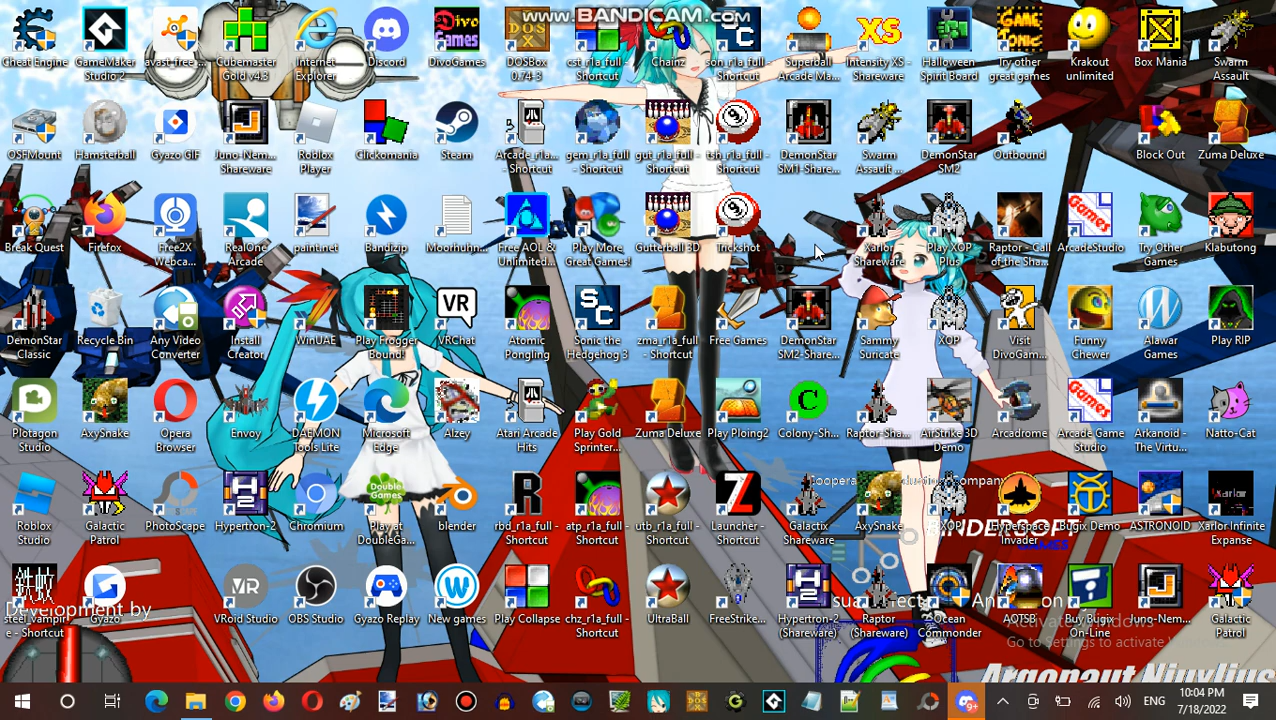 www.BANDICAM.com
Cheat Engine
GameMaker
Studio 2
avast_free_...
Cubemaster
Gold v4.3
Internet
Explorer
Discord
DivoGames
DOSBox
0.74-3
cst_r1a_full -
Shortcut
Chainz
son_r1a_full -
Shortcut
Superball
Arcade Ma...
Intensity XS -
Shareware
Halloween
Spirit Board
Try other
great games
Krakout
unlimited
Box Mania
Swarm
Assault
OSFMount
Hamsterball
Gyazo GIF
Juno-Nem...
Shareware
Roblox
Player
Clickomania
Steam
Arcade_r1a...
- Shortcut
gem_r1a_full
- Shortcut
gut_r1a_full -
Shortcut
tsh_r1a_full -
Shortcut
DemonStar
SM1-Share...
Swarm
Assault ...
DemonStar
SM2
Outbound
Block Out
Zuma Deluxe
Break Quest
Firefox
Free2X
Webca...
RealOne
Arcade
paint.net
Bandizip
Moorhuhn...
Free AOL &
Unlimited...
Play More
Great Games!
Gutterball 3D
Trickshot
Xarlor
Shareware
Play XOP
Plus
Raptor - Call
of the Sha...
ArcadeStudio
Try Other
Games
Klabutong
DemonStar
Classic
Recycle Bin
Any Video
Converter
Install
Creator
WinUAE
Play Frogger
Bound!
VRChat
Atomic
Pongling
Sonic the
Hedgehog 3
zma_r1a_full
- Shortcut
Free Games
DemonStar
SM2-Share...
Sammy
Suricate
XOP
Visit
DivoGam...
Funny
Chewer
Alawar
Games
Play RIP
Plotagon
Studio
AxySnake
Opera
Browser
Envoy
DAEMON
Tools Lite
Microsoft
Edge
Alzey
Atari Arcade
Hits
Play Gold
Sprinter...
Zuma Deluxe
Play Ploing2
Colony-Sh...
Raptor-Sha...
AirStrike 3D
Demo
Arcadrome
Arcade Game
Studio
Arkanoid -
The Virtu...
Natto-Cat
Roblox
Studio
Galactic
Patrol
PhotoScape
Hypertron-2
Chromium
Play at
DoubleGa...
blender
rbd_r1a_full -
Shortcut
atp_r1a_full -
Shortcut
utb_r1a_full -
Shortcut
Launcher -
Shortcut
Galactix
Shareware
AxySnake
XOP
Hyperspace
Invader
Bugix Demo
ASTRONOID
Xarlor Infinite
Expanse
GAMES
steel_vampir
e - Shortcut
Gyazo
VRoid Studio
OBS Studio
Gyazo Replay
New games
Play Collapse
chz_r1a_full -
Shortcut
UltraBall
FreeStrike...
Hypertron-2
(Shareware)
Raptor
(Shareware)
Ocean
Commonder
AOTSB
Buy Bugix
On-Line
Juno-Nem...
Galactic
Patrol
Development by
Activate Windows
Go to Settings to activate Windows.
ENG
10:04 PM
7/18/2022
9+